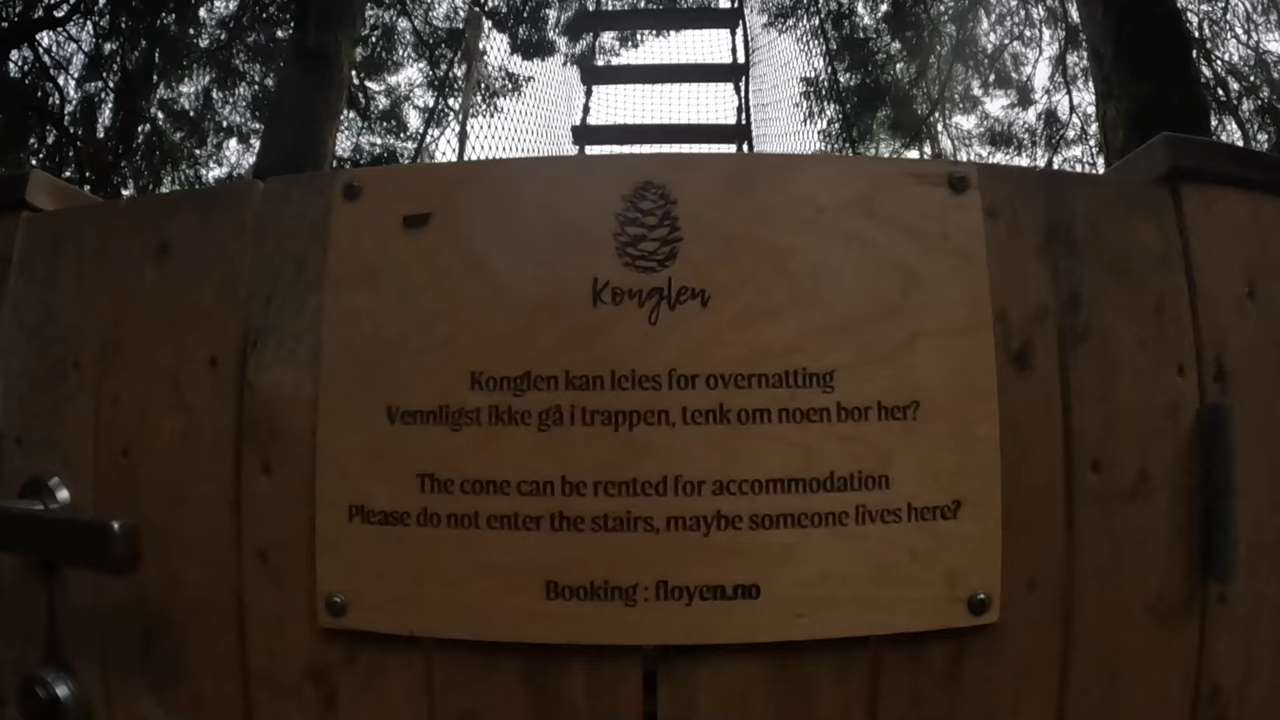 Konglen
Konglen kan leies for overnatting
Vennligst ikke gå i trappen, tenk om noen bor her?
The cone can be rented for accommodation
Please do not enter the stairs, maybe someone lives here?
Booking : floyen.no